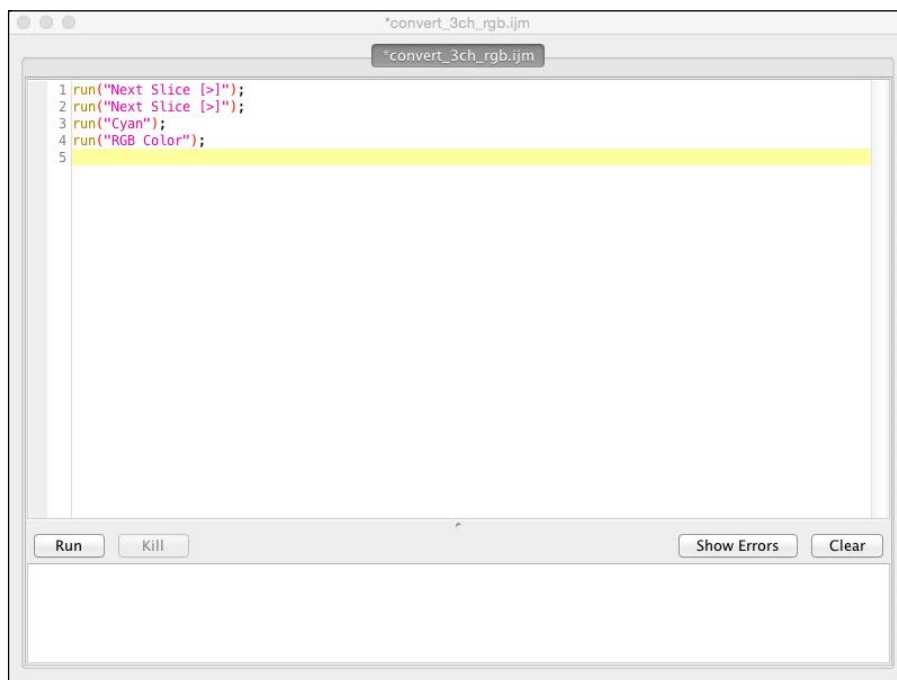 *convert_3ch_rgb.ijm
*convert_3ch_rgb.ijm
1 run("Next Slice [>]");
2 run("Next Slice [>]");
3 run("Cyan");
4 run("RGB Color");
5
Run Kill Show Errors Clear